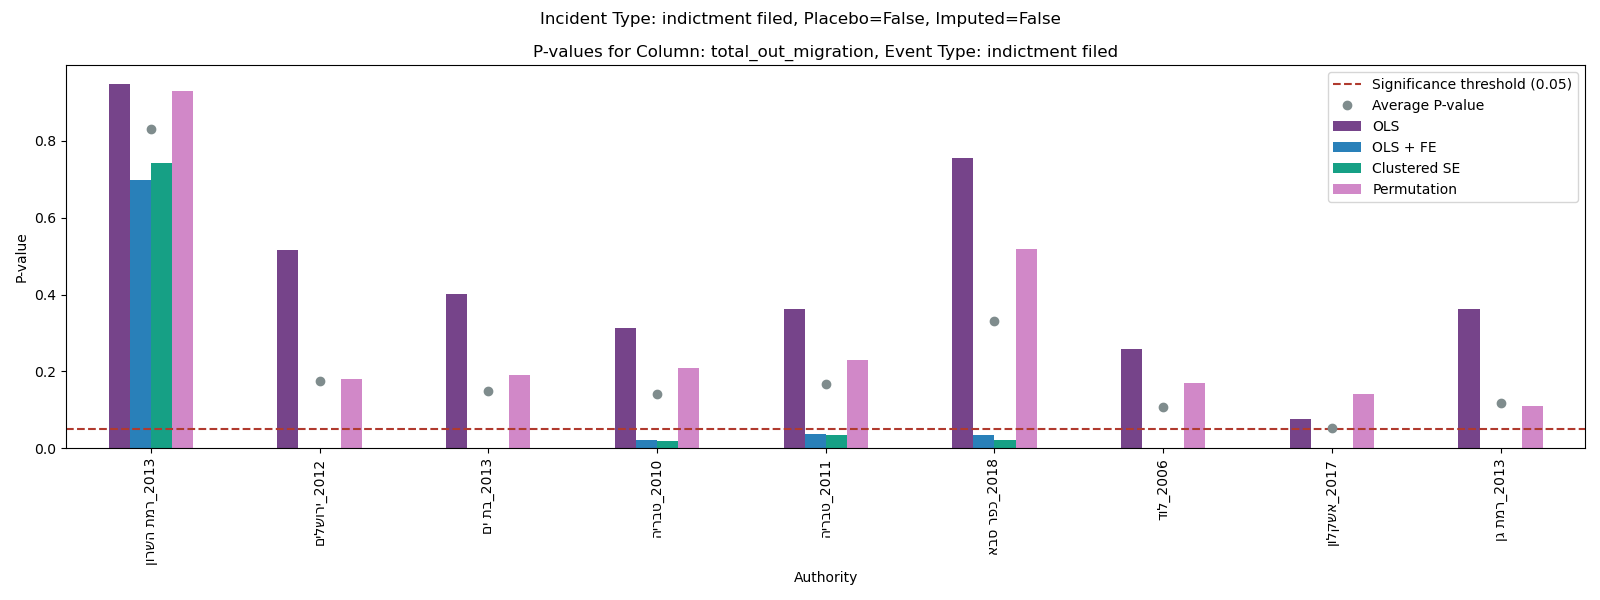 Incident Type: indictment filed, Placebo=False, Imputed=False
P-values for Column: total_out_migration, Event Type: indictment filed
Significance threshold (0.05)
Average P-value
OLS
OLS + FE
Clustered SE
Permutation
P-value
0.8
0.6
0.4
0.2
0.0
רמת השרון_2013
ירושלים_2012
בת ים_2013
טבריה_2010
טבריה_2011
כפר סבא_2018
לוד_2006
אשקלון_2017
רמת גן_2013
Authority